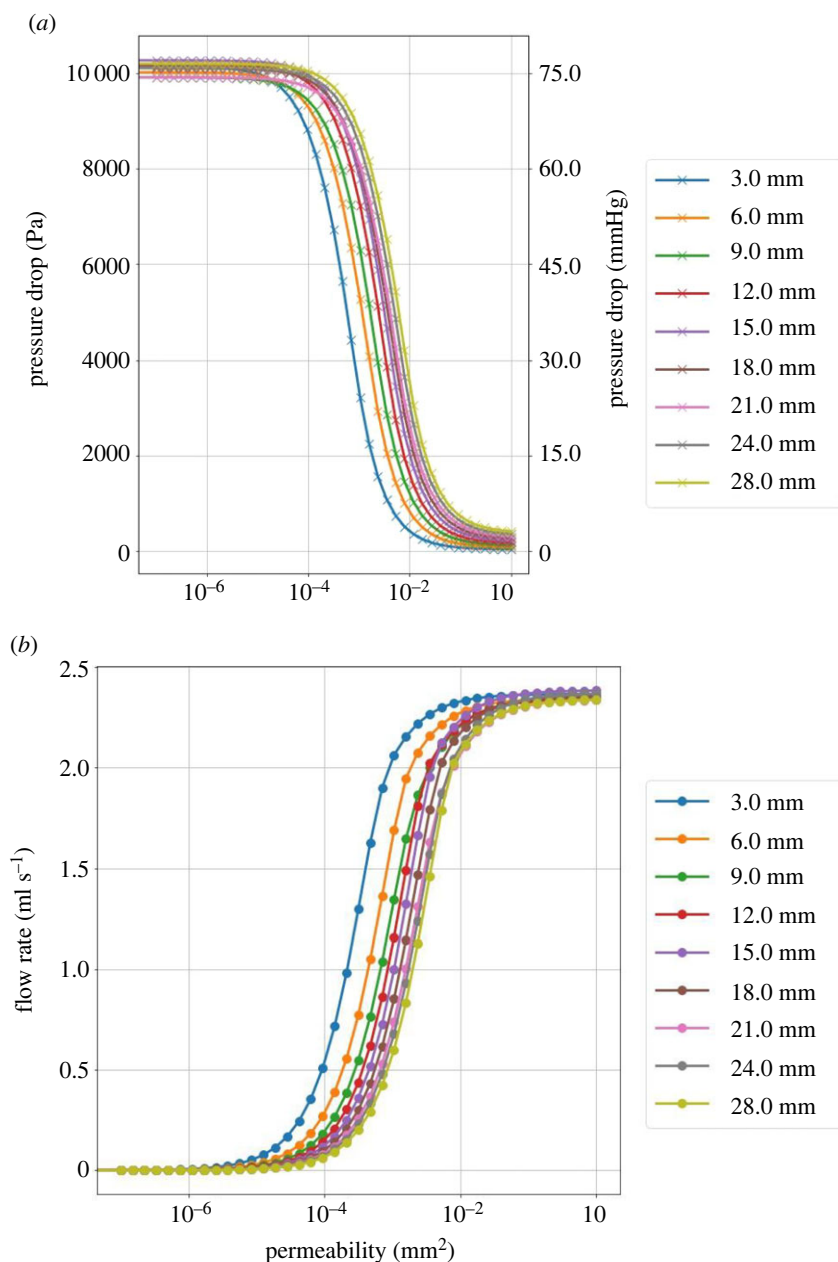 (a)
10 000
8000
6000
4000
2000
0
pressure drop (Pa)
75.0
60.0
45.0
30.0
15.0
0
pressure drop (mmHg)
10–6
10–4
10–2
10
3.0 mm
6.0 mm
9.0 mm
12.0 mm
15.0 mm
18.0 mm
21.0 mm
24.0 mm
28.0 mm
(b)
2.5
2.0
1.5
1.0
0.5
0
flow rate (ml s–1)
10–6
10–4
10–2
10
permeability (mm2)
3.0 mm
6.0 mm
9.0 mm
12.0 mm
15.0 mm
18.0 mm
21.0 mm
24.0 mm
28.0 mm